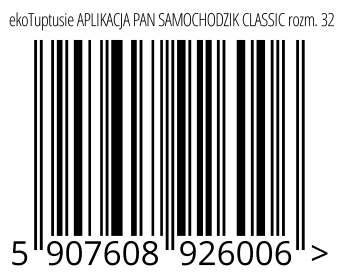 ekoTuptusie APLIKACJA PAN SAMOCHODZIK CLASSIC rozm. 32
5 907608 926006 >